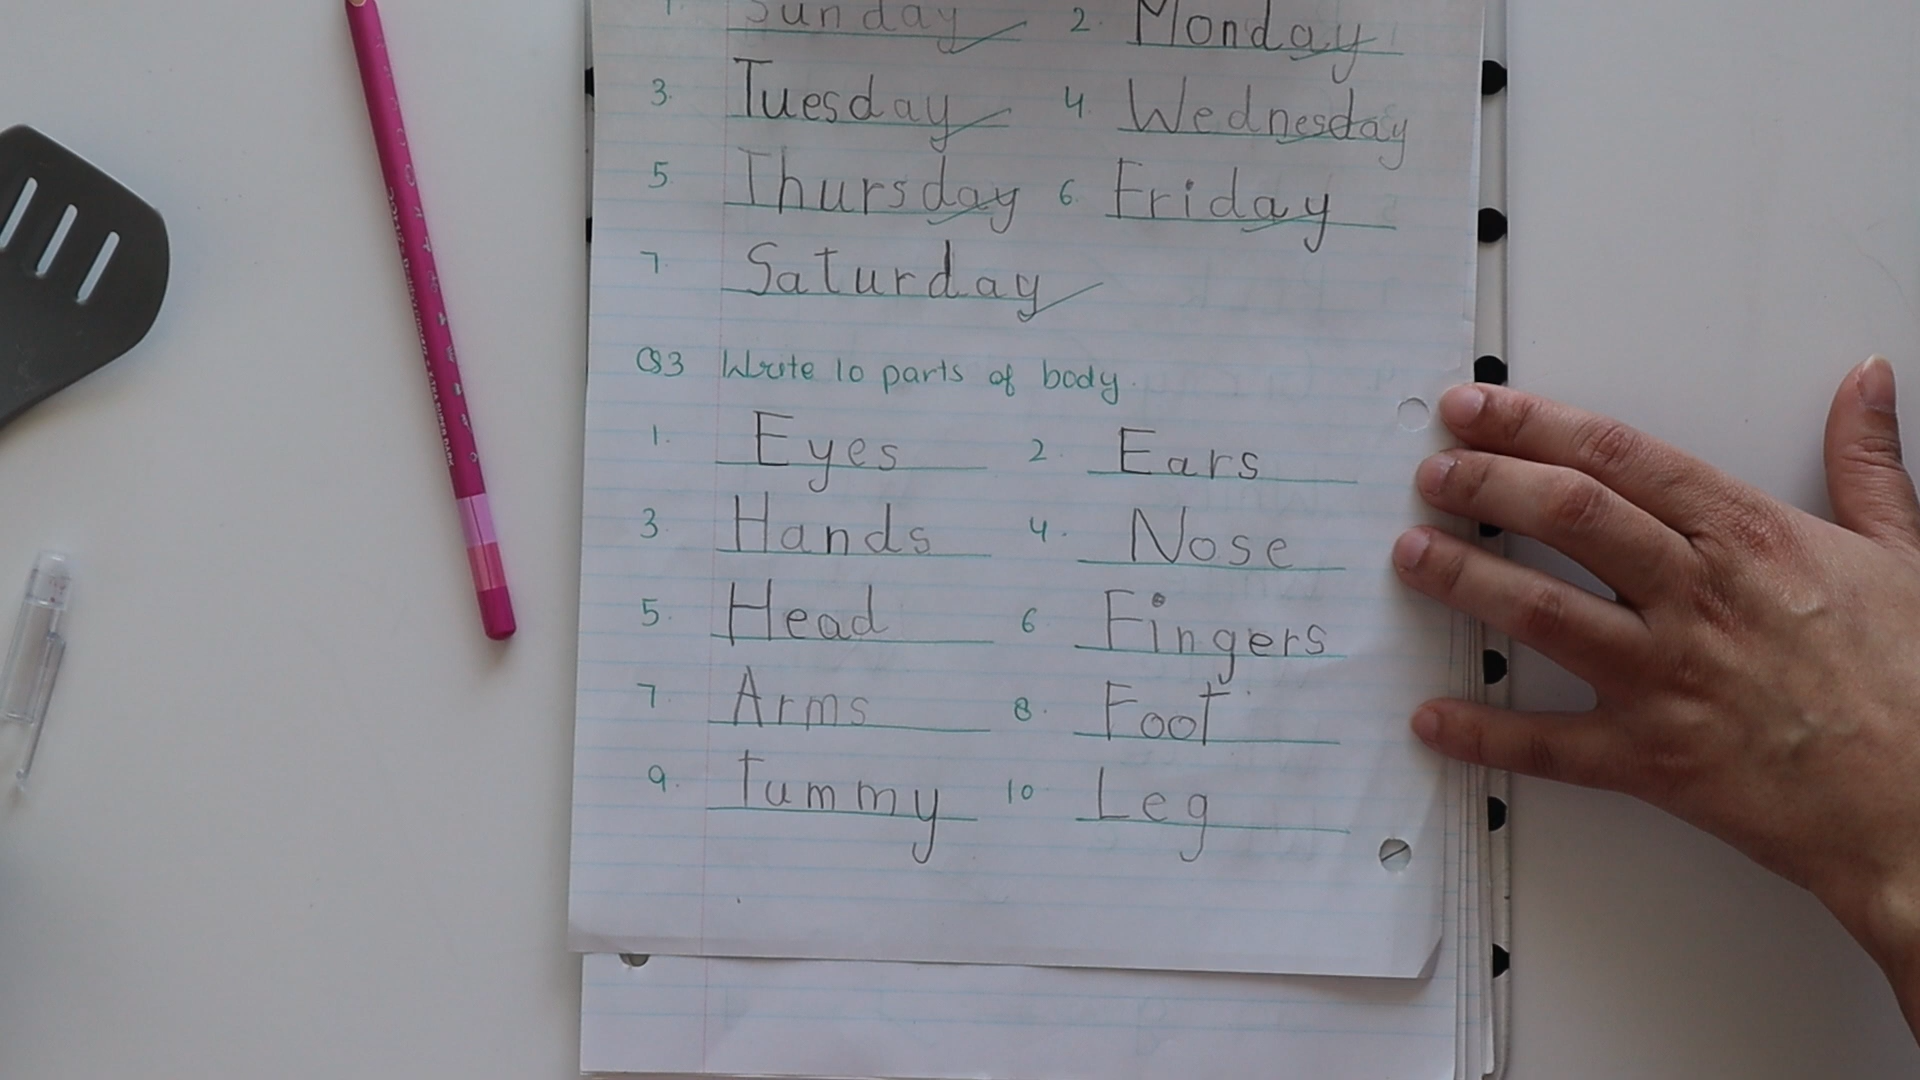 1. Sunday 2. Monday
3. Tuesday 4. Wednesday
5. Thursday 6. Friday
7. Saturday
Q3 Write 10 parts of body.
1. Eyes 2. Ears
3. Hands 4. Nose
5. Head 6. Fingers
7. Arms 8. Foot
9. Tummy 10 Leg